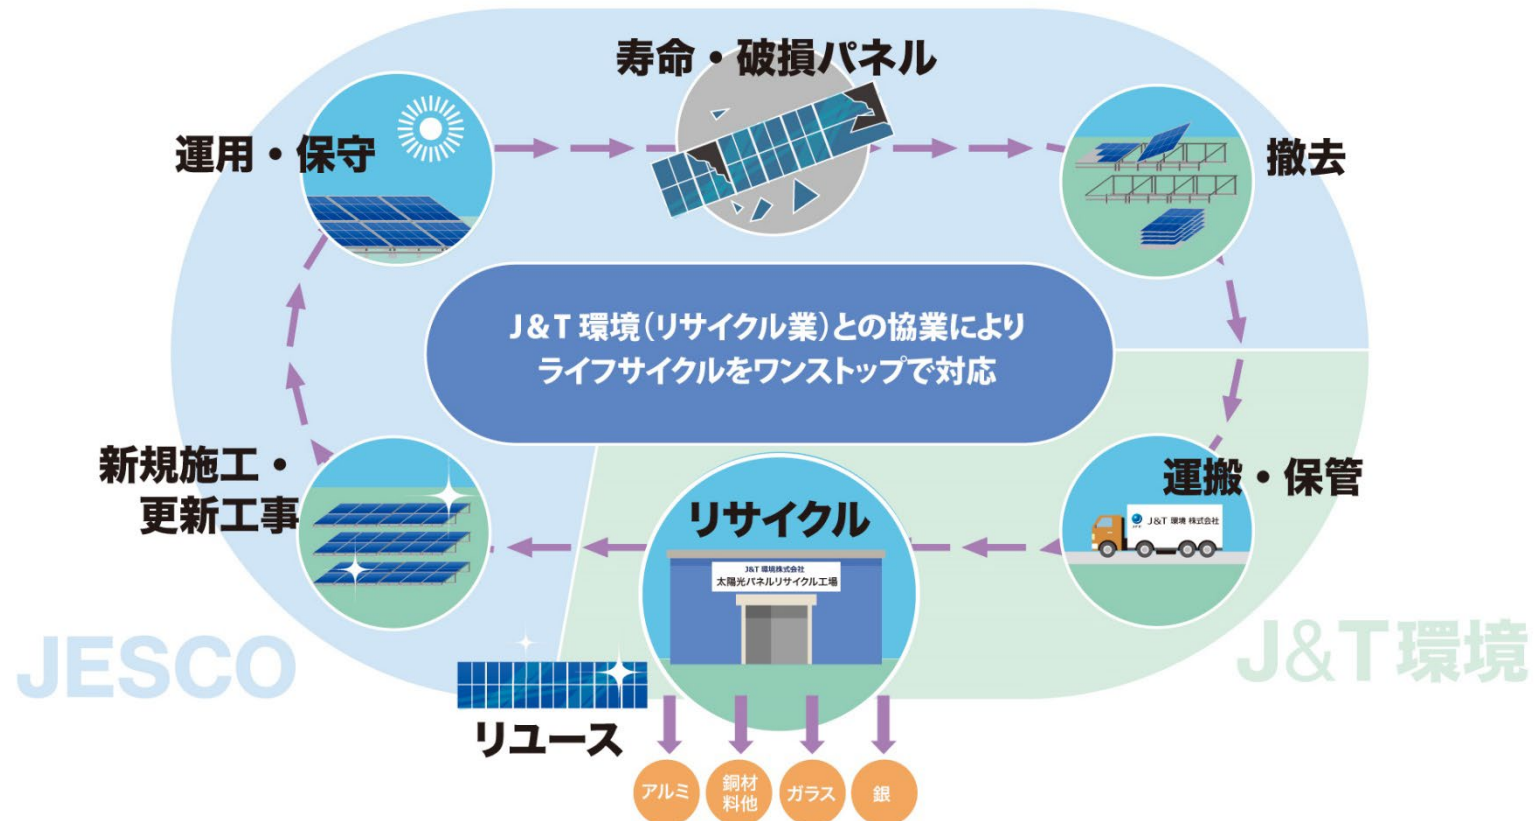 寿命・破損パネル
運用・保守
撤去
J&T 環境(リサイクル業)との協業により
ライフサイクルをワンストップで対応
新規施工・
更新工事
リサイクル
運搬・保管
J&T 環境 株式会社
J&T 環境株式会社
太陽光パネルリサイクル工場
JESCO
J&T環境
リユース
アルミ
銅材
料他
ガラス
銀